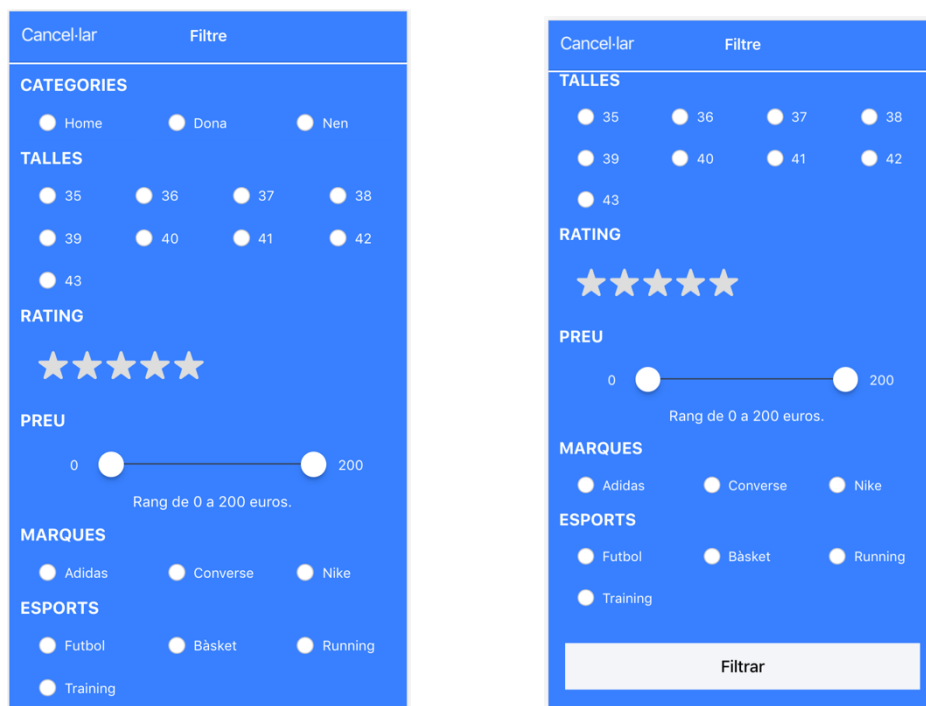 Cancel·lar Filtre
CATEGORIES
Home Dona Nen
TALLES
35 36 37 38
39 40 41 42
43
RATING
PREU
0 200
Rang de 0 a 200 euros.
MARQUES
Adidas Converse Nike
ESPORTS
Futbol Bàsket Running
Training
Cancel·lar Filtre
TALLES
35 36 37 38
39 40 41 42
43
RATING
PREU
0 200
Rang de 0 a 200 euros.
MARQUES
Adidas Converse Nike
ESPORTS
Futbol Bàsket Running
Training
Filtrar